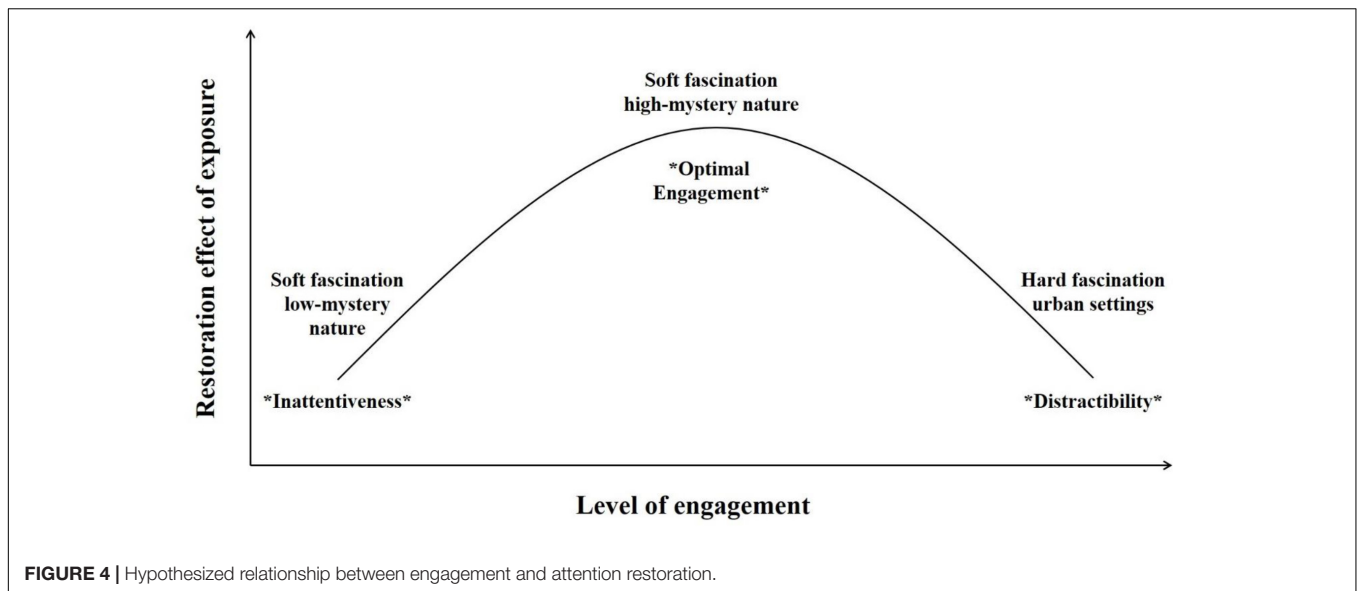 Restoration effect of exposure
Soft fascination
high-mystery nature
*Optimal
Engagement*
Soft fascination
low-mystery
nature
*Inattentiveness*
Hard fascination
urban settings
*Distractibility*
Level of engagement
FIGURE 4 | Hypothesized relationship between engagement and attention restoration.